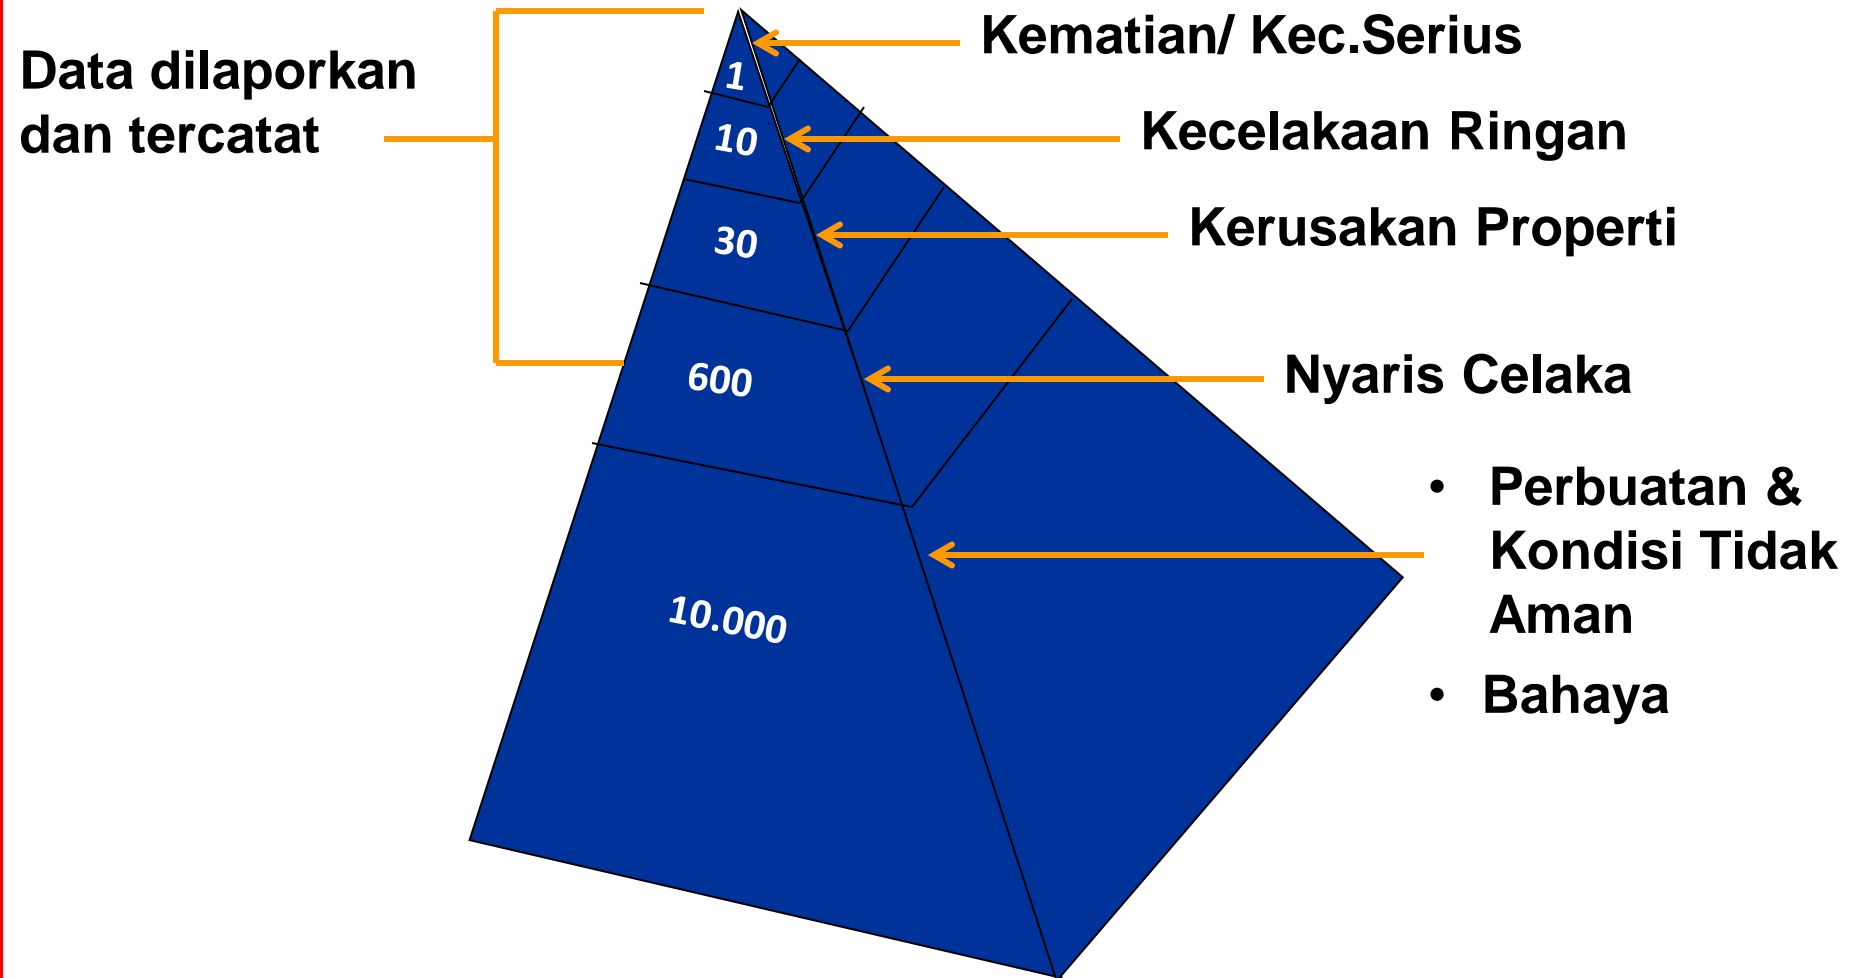 Data dilaporkan
dan tercatat
Kematian/ Kec.Serius
1
Kecelakaan Ringan
10
Kerusakan Properti
30
Nyaris Celaka
600
• Perbuatan &
Kondisi Tidak
Aman
• Bahaya
10.000